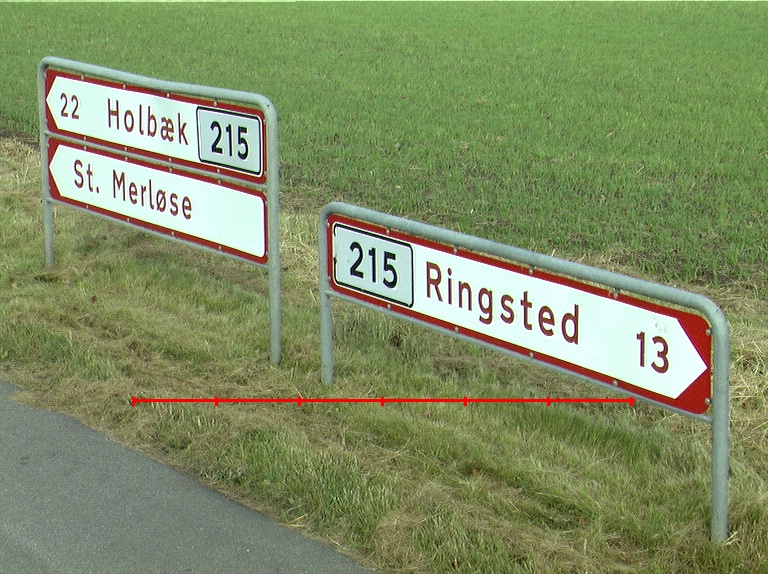 22 Holbæk 215
St. Merløse
215 Ringsted 13